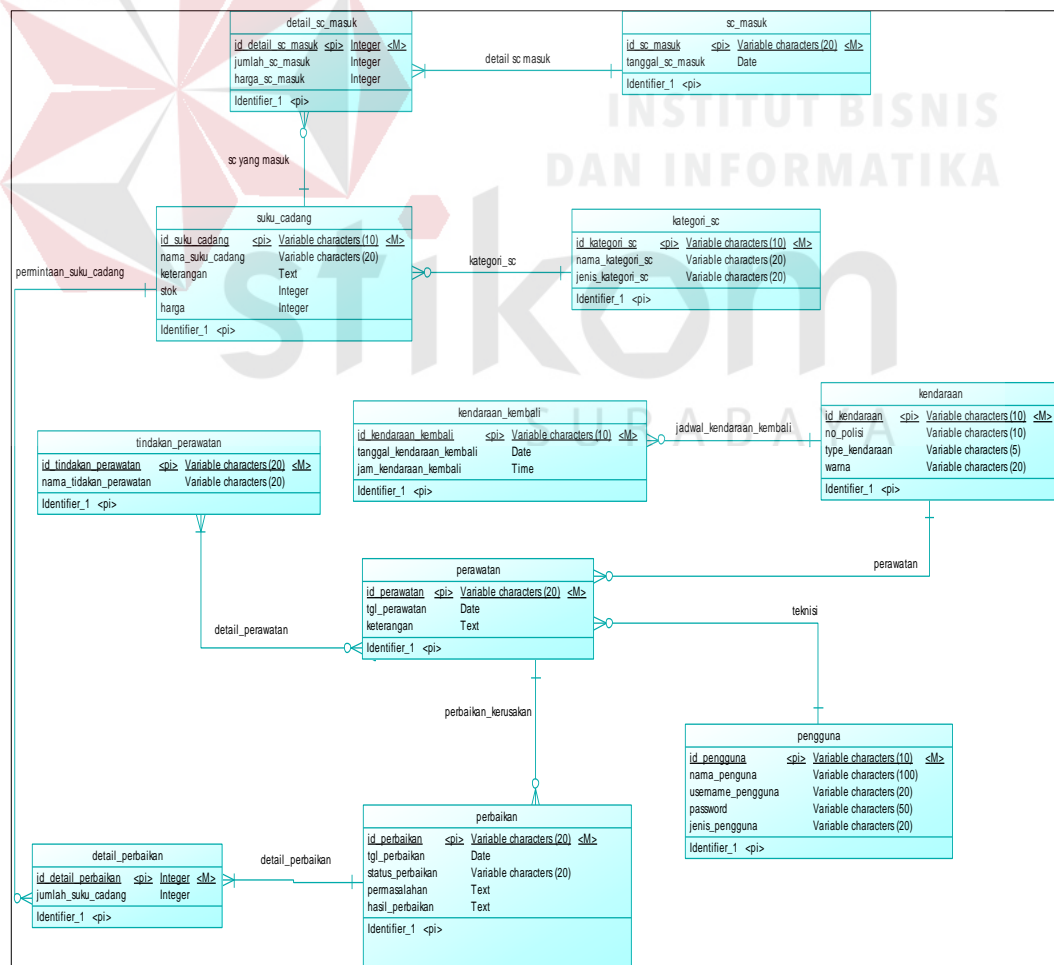 detail_sc_masuk
id_detail_sc_masuk <pi> Integer <M>
jumlah_sc_masuk Integer
harga_sc_masuk Integer
Identifier_1 <pi>
sc_masuk
id_sc_masuk <pi> Variable characters (20) <M>
tanggal_sc_masuk Date
Identifier_1 <pi>
detail sc masuk
INSTITUT BISNIS
DAN INFORMATIKA
sc yang masuk
suku_cadang
id_suku_cadang <pi> Variable characters (10) <M>
nama_suku_cadang Variable characters (20)
keterangan Text
stok Integer
harga Integer
Identifier_1 <pi>
kategori_sc
kategori_sc
id_kategori_sc <pi> Variable characters (10) <M>
nama_kategori_sc Variable characters (20)
jenis_kategori_sc Variable characters (20)
Identifier_1 <pi>
permintaan_suku_cadang
stikom
SURABAYA
kendaraan_kembali
id_kendaraan_kembali <pi> Variable characters (10) <M>
tanggal_kendaraan_kembali Date
jam_kendaraan_kembali Time
Identifier_1 <pi>
jadwal_kendaraan_kembali
kendaraan
id_kendaraan <pi> Variable characters (10) <M>
no_polisi Variable characters (10)
type_kendaraan Variable characters (5)
warna Variable characters (20)
Identifier_1 <pi>
tindakan_perawatan
id_tindakan_perawatan <pi> Variable characters (20) <M>
nama_tidakan_perawatan Variable characters (20)
Identifier_1 <pi>
perawatan
id_perawatan <pi> Variable characters (20) <M>
tgl_perawatan Date
keterangan Text
Identifier_1 <pi>
perawatan
teknisi
detail_perawatan
perbaikan_kerusakan
pengguna
id_pengguna <pi> Variable characters (10) <M>
nama_penguna Variable characters (100)
username_pengguna Variable characters (20)
password Variable characters (50)
jenis_pengguna Variable characters (20)
Identifier_1 <pi>
perbaikan
id_perbaikan <pi> Variable characters (20) <M>
tgl_perbaikan Date
status_perbaikan Variable characters (20)
permasalahan Text
hasil_perbaikan Text
Identifier_1 <pi>
detail_perbaikan
detail_perbaikan
id_detail_perbaikan <pi> Integer <M>
jumlah_suku_cadang Integer
Identifier_1 <pi>